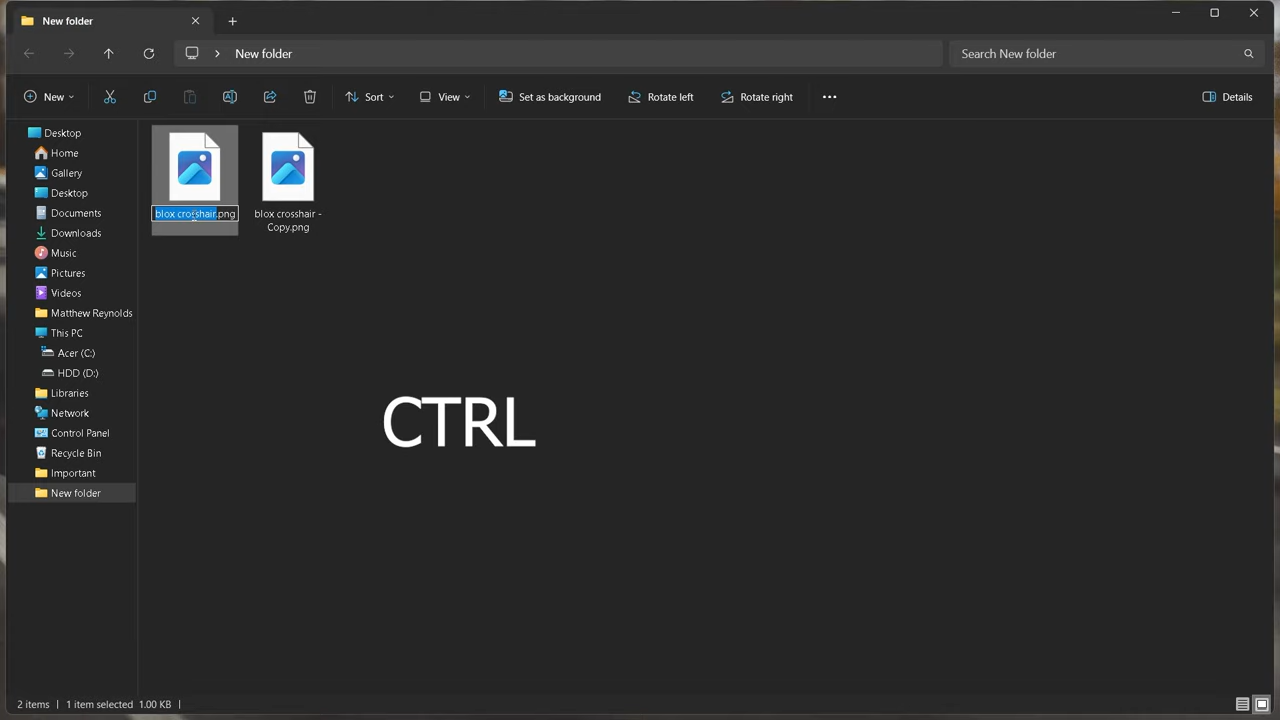 New folder
New folder
Search New folder
New
Sort
View
Set as background
Rotate left
Rotate right
Details
Desktop
Home
Gallery
Desktop
Documents
Downloads
Music
Pictures
Videos
Matthew Reynolds
This PC
Acer (C:)
HDD (D:)
Libraries
Network
Control Panel
Recycle Bin
Important
New folder
blox crosshair.png
blox crosshair -
Copy.png
CTRL
2 items
1 item selected 1.00 KB